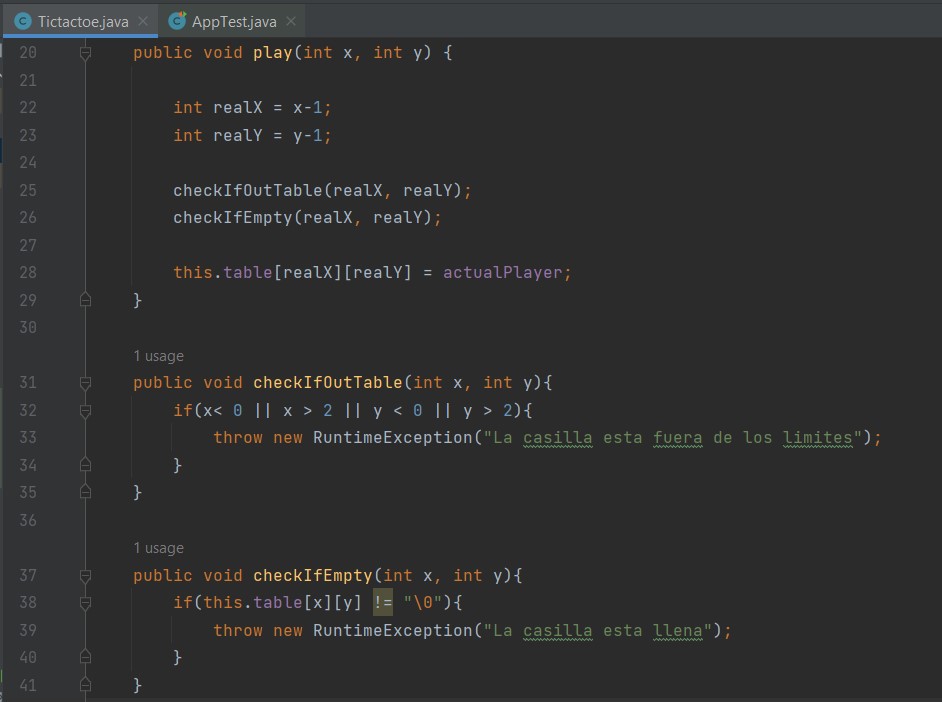 Tictactoe.java AppTest.java
20 public void play(int x, int y) {
21
22 int realX = x-1;
23 int realY = y-1;
24
25 checkIfOutTable(realX, realY);
26 checkIfEmpty(realX, realY);
27
28 this.table[realX][realY] = actualPlayer;
29 }
30
1 usage
31 public void checkIfOutTable(int x, int y){
32 if(x< 0 || x > 2 || y < 0 || y > 2){
33 throw new RuntimeException("La casilla esta fuera de los limites");
34 }
35 }
36
1 usage
37 public void checkIfEmpty(int x, int y){
38 if(this.table[x][y] != "\0"){
39 throw new RuntimeException("La casilla esta llena");
40 }
41 }